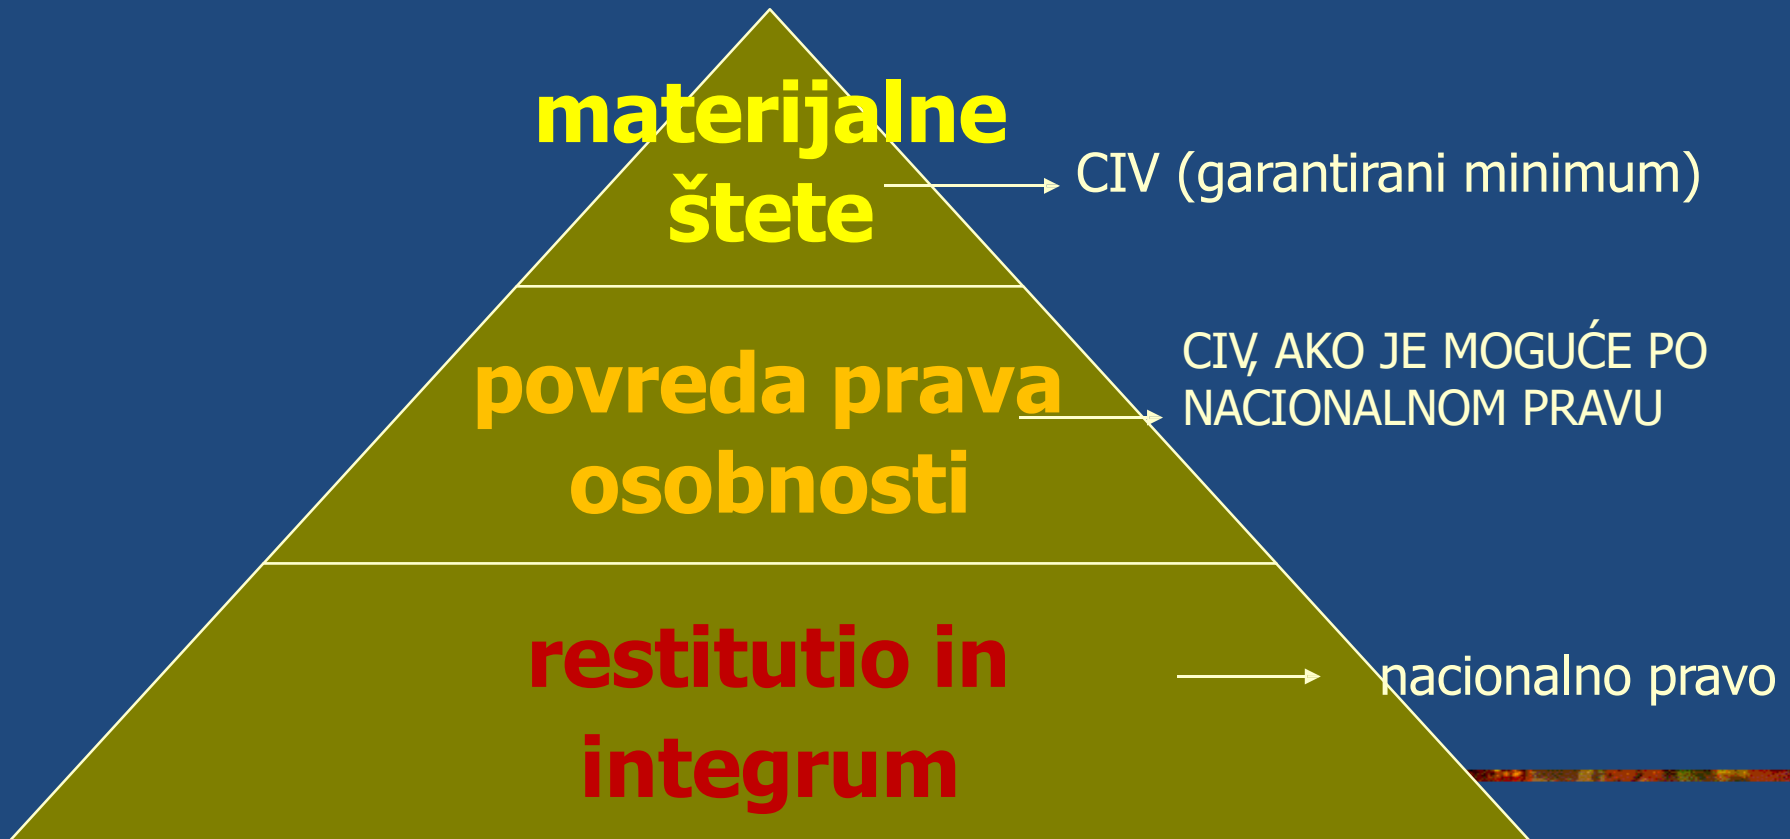 materijalne
štete
CIV (garantirani minimum)
povreda prava
osobnosti
CIV, AKO JE MOGUĆE PO
NACIONALNOM PRAVU
restitutio in
integrum
nacionalno pravo